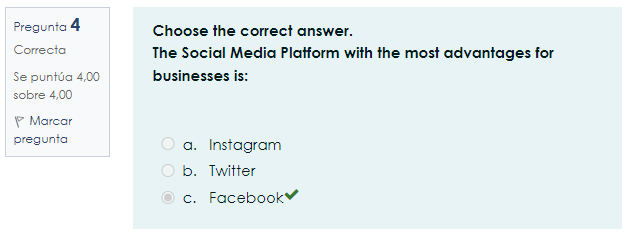 Pregunta 4
Correcta
Se puntúa 4,00
sobre 4,00
Marcar
pregunta
Choose the correct answer.
The Social Media Platform with the most advantages for
businesses is:
a. Instagram
b. Twitter
c. Facebook